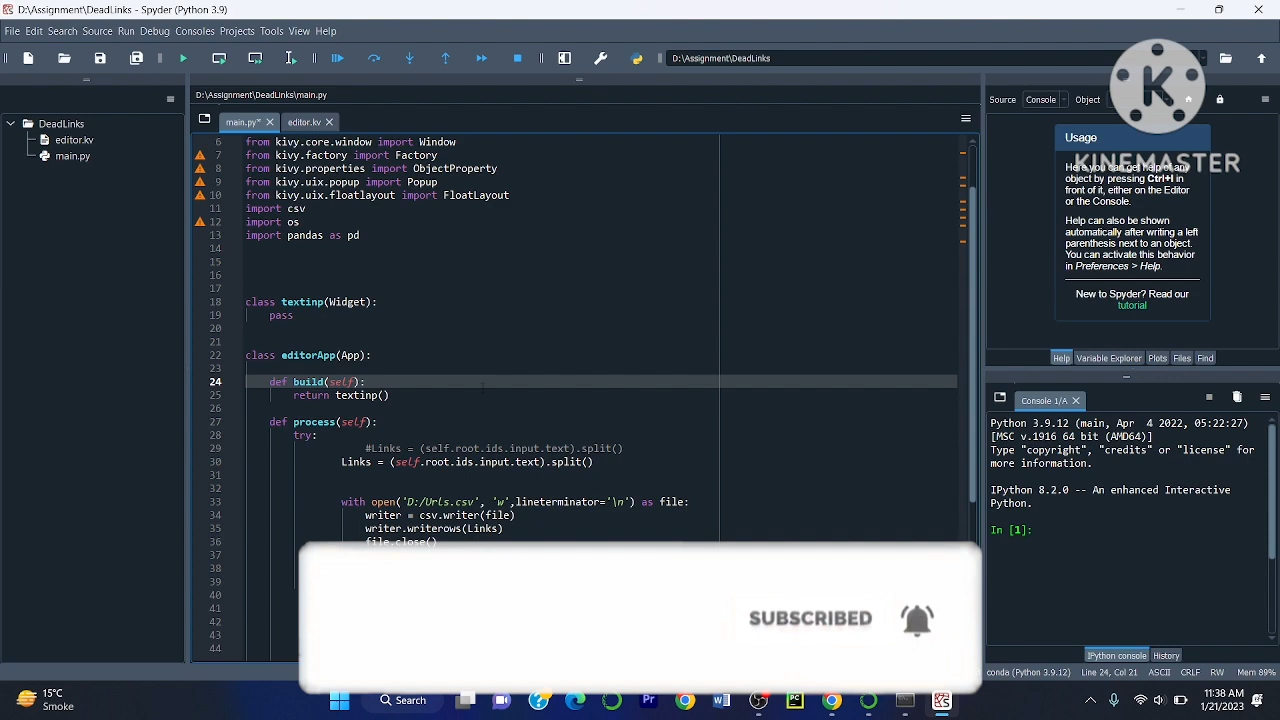 D:\Assignment\DeadLinks - Spyder (Python 3.9)
File Edit Search Source Run Debug Consoles Projects Tools View Help
D:\Assignment\DeadLinks
D:\Assignment\DeadLinks\main.py
Source Console Object
main.py* editor.kv
DeadLinks
editor.kv
main.py
6 from kivy.core.window import Window
7 from kivy.factory import Factory
8 from kivy.properties import ObjectProperty
9 from kivy.uix.popup import Popup
10 from kivy.uix.floatlayout import FloatLayout
11 import csv
12 import os
13 import pandas as pd
14
15
16
17
18 class textinp(Widget):
19 pass
20
21
22 class editorApp(App):
23
24 def build(self):
25 return textinp()
26
27 def process(self):
28 try:
29 #Links = (self.root.ids.input.text).split()
30 Links = (self.root.ids.input.text).split()
31
32
33 with open('D:/Urls.csv', 'w',lineterminator='\n') as file:
34 writer = csv.writer(file)
35 writer.writerows(Links)
36 file.close()
37
38
39
40
41
42
43
44
K
KINEMASTER
Usage
Here you can get help of any
object by pressing Ctrl+I in
front of it, either on the Editor
or the Console.
Help can also be shown
automatically after writing a left
parenthesis next to an object.
You can activate this behavior
in Preferences > Help.
New to Spyder? Read our
tutorial
Help Variable Explorer Plots Files Find
Console 1/A
Python 3.9.12 (main, Apr 4 2022, 05:22:27)
[MSC v.1916 64 bit (AMD64)]
Type "copyright", "credits" or "license" for
more information.
IPython 8.2.0 -- An enhanced Interactive
Python.
In [1]:
IPython console History
SUBSCRIBED
conda (Python 3.9.12) Line 24, Col 21 ASCII CRLF RW Mem 89%
15°C
Smoke
Search
Pr
W
PC
11:38 AM
1/21/2023